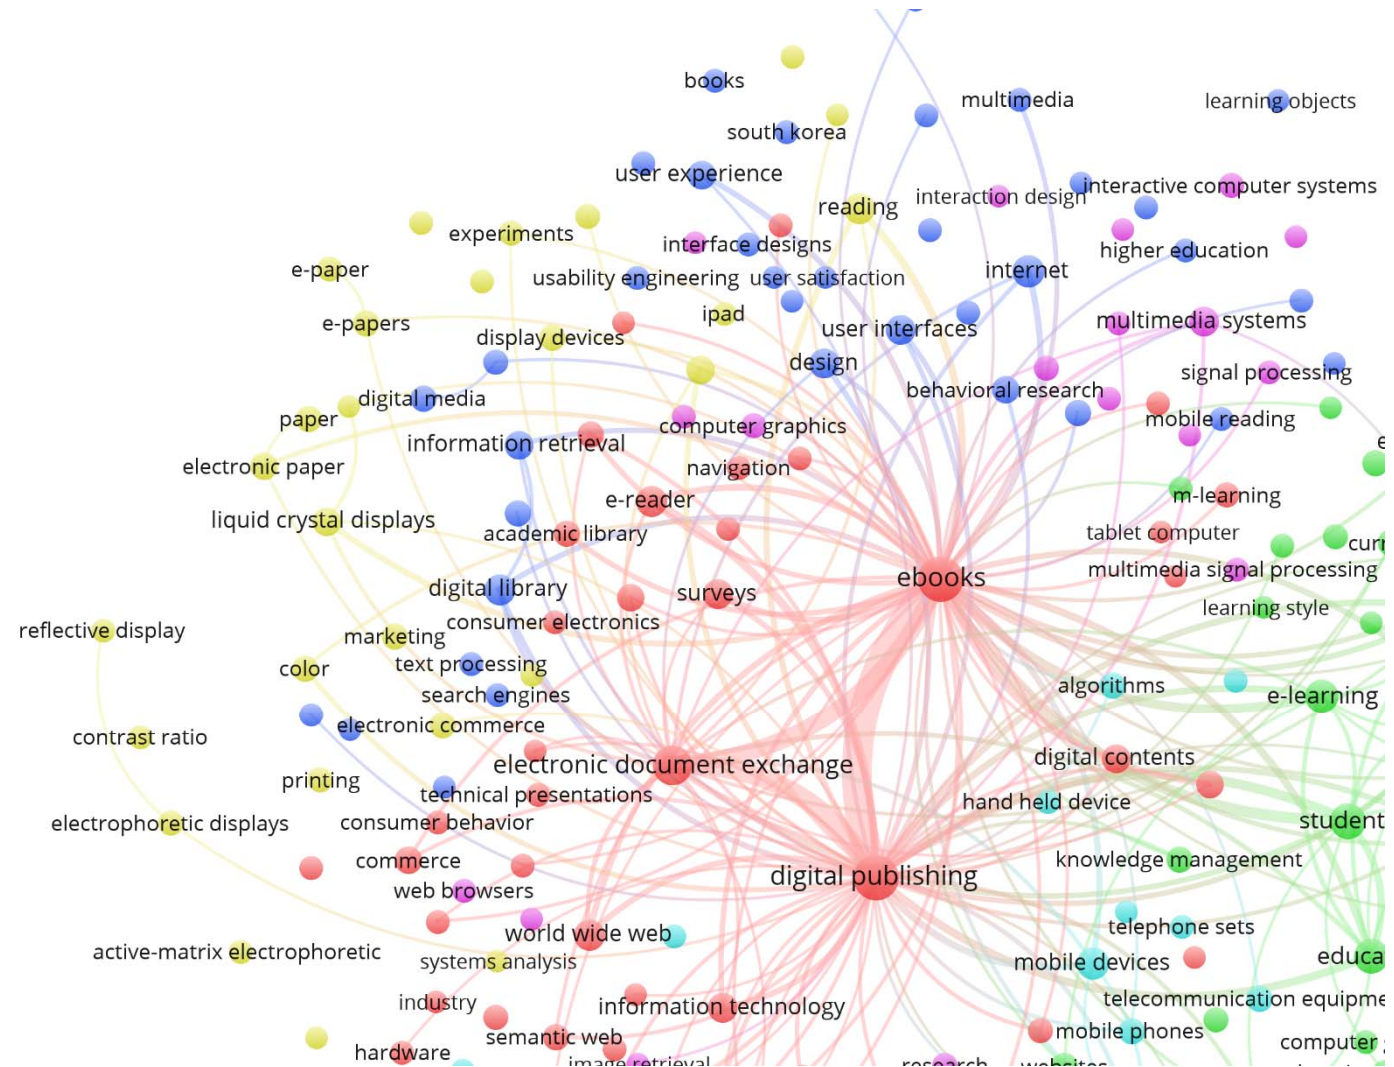 books
multimedia
learning objects
south korea
user experience
interaction design
interactive computer systems
reading
experiments
interface designs
higher education
e-paper
usability engineering
user satisfaction
internet
e-papers
ipad
user interfaces
multimedia systems
display devices
design
signal processing
digital media
behavioral research
paper
computer graphics
mobile reading
information retrieval
electronic paper
navigation
e-reader
m-learning
liquid crystal displays
academic library
tablet computer
curr
ebooks
multimedia signal processing
digital library
surveys
learning style
consumer electronics
reflective display
marketing
text processing
color
algorithms
search engines
e-learning
electronic commerce
contrast ratio
digital contents
electronic document exchange
printing
technical presentations
hand held device
electrophoretic displays
consumer behavior
student
commerce
knowledge management
digital publishing
web browsers
world wide web
telephone sets
active-matrix electrophoretic
systems analysis
mobile devices
educa
industry
information technology
telecommunication equipme
semantic web
mobile phones
hardware
computer
image retrieval
research
websites